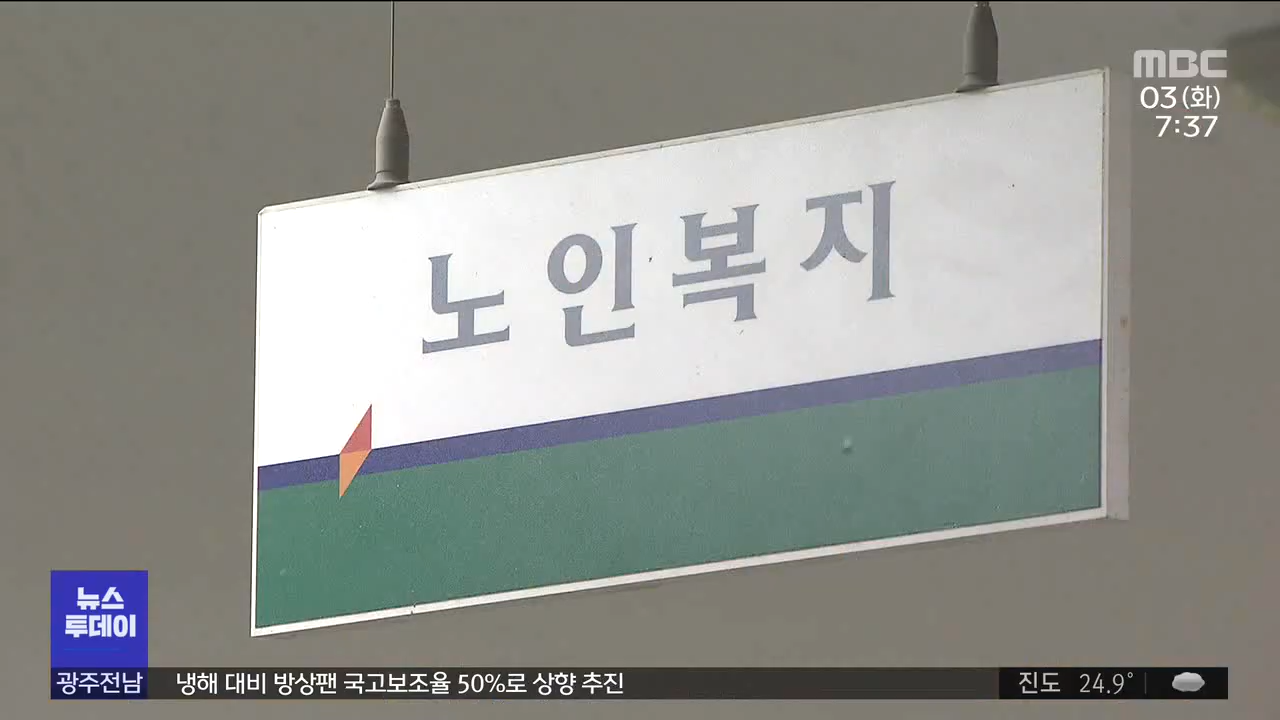 MBC
03(화)
7:37
노인복지
뉴스
투데이
광주전남 냉해 대비 방상팬 국고보조율 50%로 상향 추진 진도 24.9°